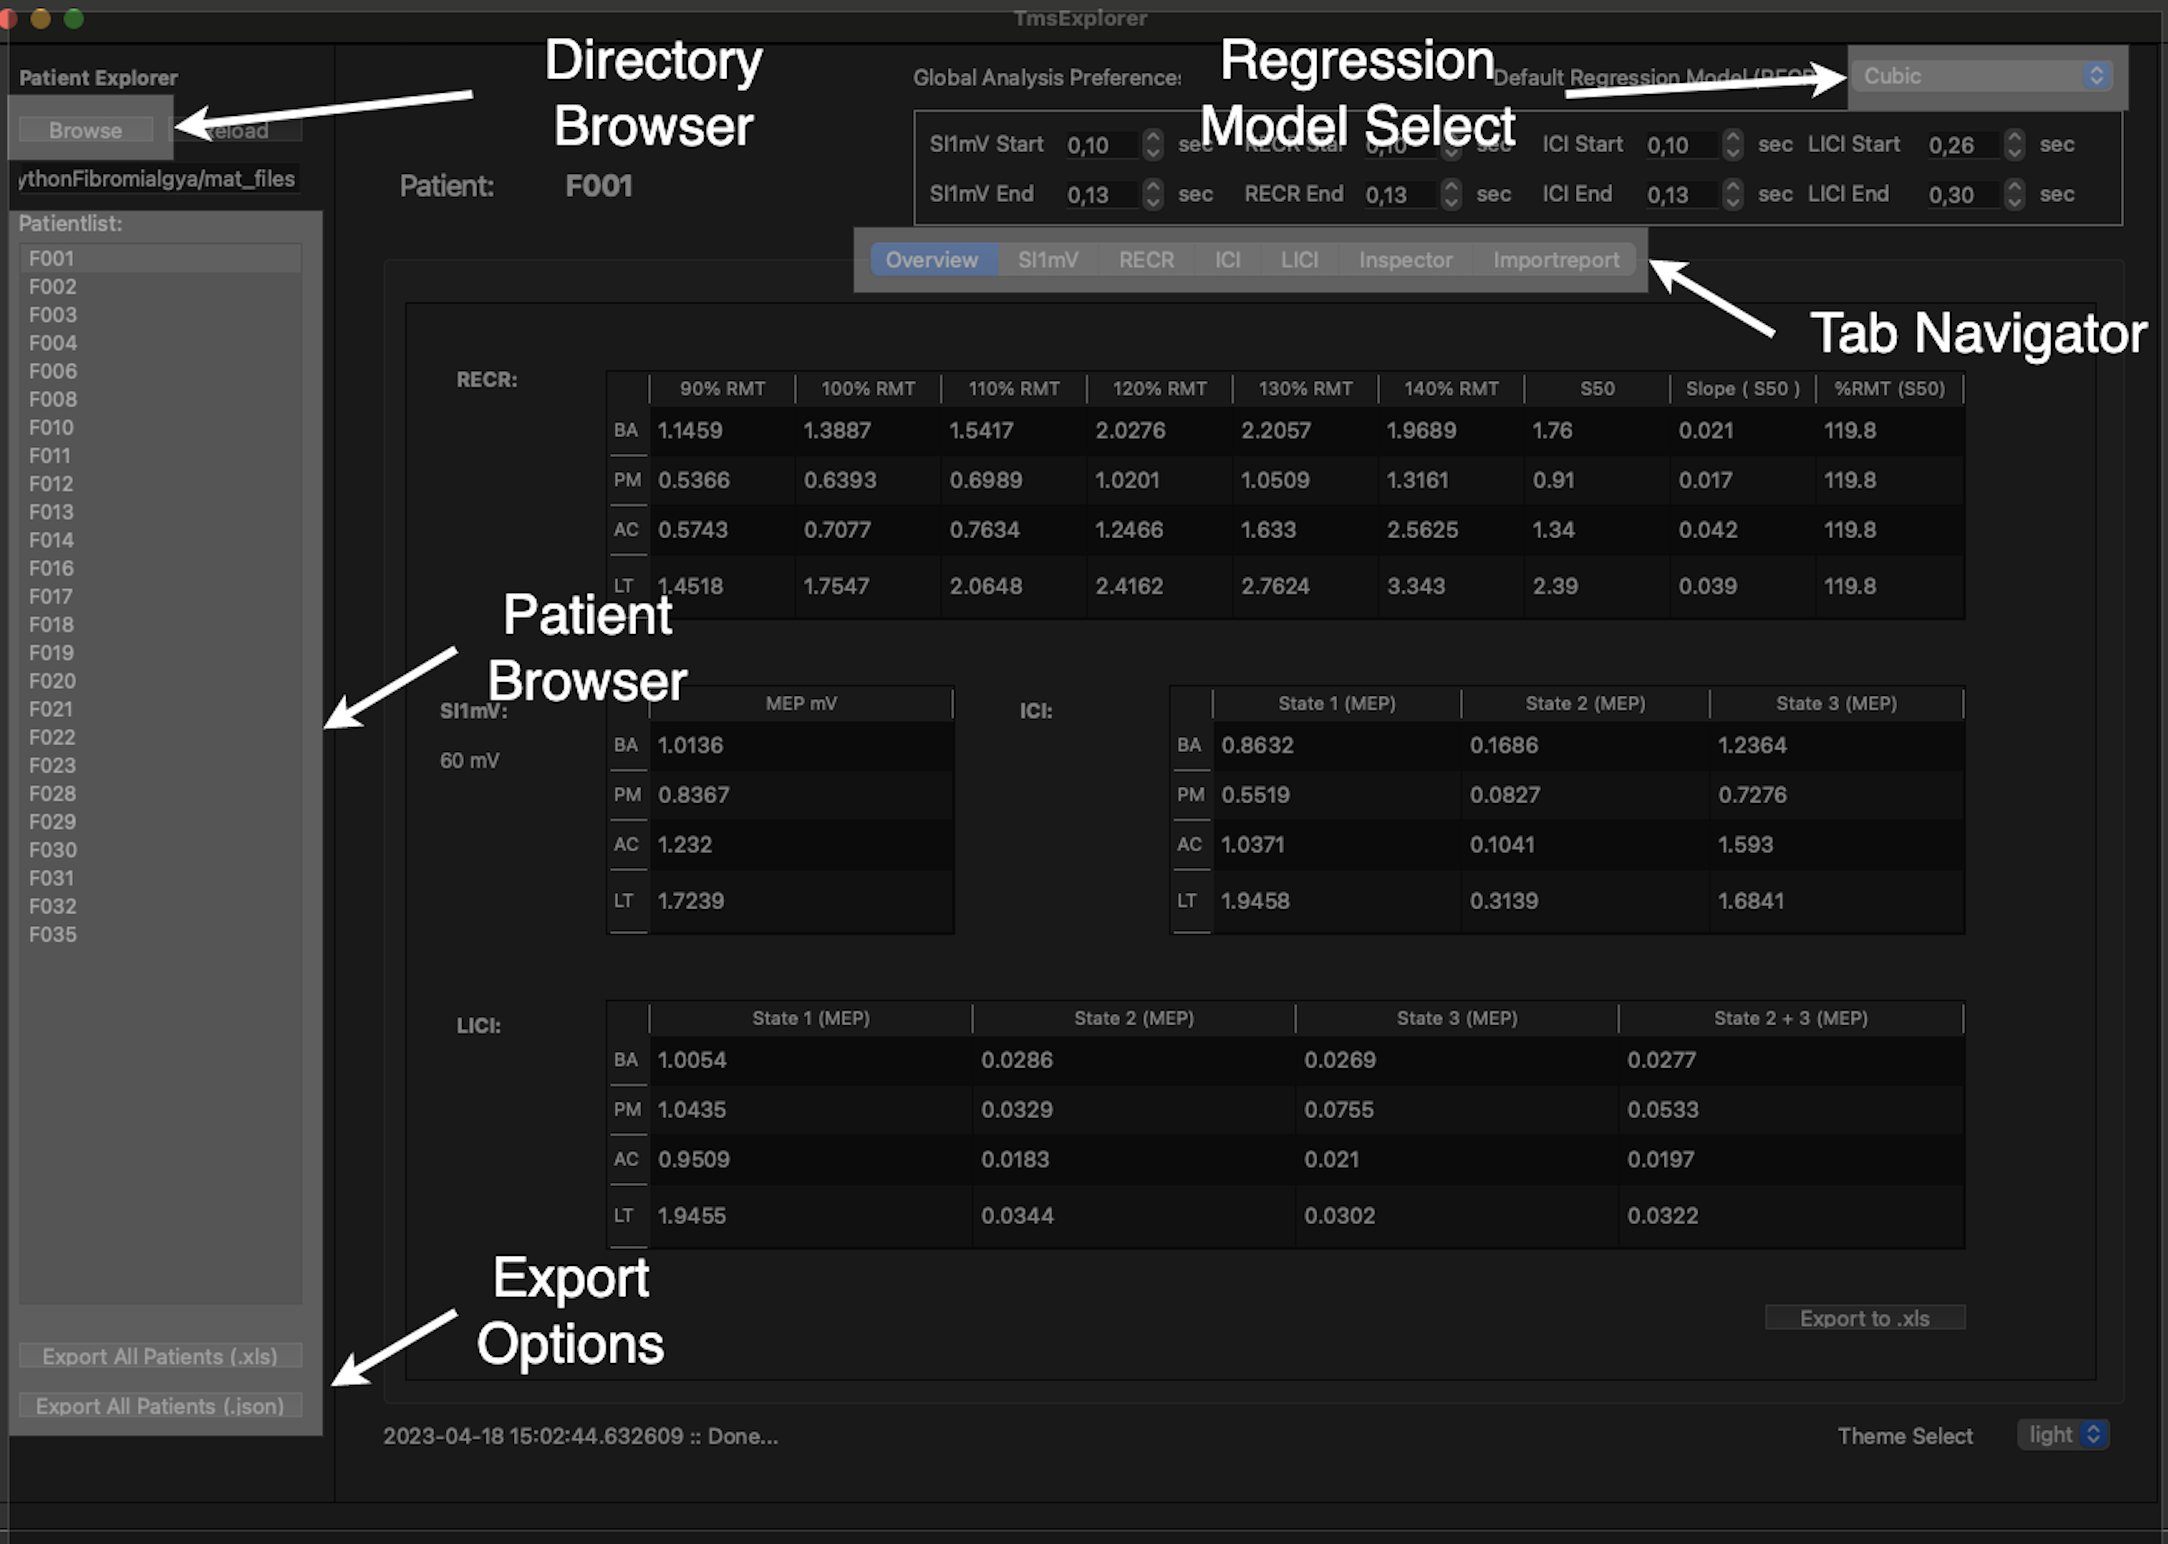 TmsExplorer
Patient Explorer
Directory
Browser
Browse
ythonFibromialgya/mat_files
Patientlist:
F001
F002
F003
F004
F006
F008
F010
F011
F012
F013
F014
F016
F017
F018
F019
F020
F021
F022
F023
F028
F029
F030
F031
F032
F035
Patient
Browser
Export
Options
Export All Patients (.xls)
Export All Patients (.json)
Patient: F001
Global Analysis Preferences
Regression
Model Select
Default Regression Model Cubic
SI1mV Start 0,10 sec RECR 0,10 sec ICI Start 0,10 sec LICI Start 0,26 sec
SI1mV End 0,13 sec RECR End 0,13 sec ICI End 0,13 sec LICI End 0,30 sec
Overview SI1mV RECR ICI LICI Inspector Importreport
Tab Navigator
RECR:
90% RMT 100% RMT 110% RMT 120% RMT 130% RMT 140% RMT S50 Slope ( S50 ) %RMT (S50)
BA 1.1459 1.3887 1.5417 2.0276 2.2057 1.9689 1.76 0.021 119.8
PM 0.5366 0.6393 0.6989 1.0201 1.0509 1.3161 0.91 0.017 119.8
AC 0.5743 0.7077 0.7634 1.2466 1.633 2.5625 1.34 0.042 119.8
LT 1.4518 1.7547 2.0648 2.4162 2.7624 3.343 2.39 0.039 119.8
SI1mV:
60 mV
MEP mV
BA 1.0136
PM 0.8367
AC 1.232
LT 1.7239
ICI:
State 1 (MEP) State 2 (MEP) State 3 (MEP)
BA 0.8632 0.1686 1.2364
PM 0.5519 0.0827 0.7276
AC 1.0371 0.1041 1.593
LT 1.9458 0.3139 1.6841
LICI:
State 1 (MEP) State 2 (MEP) State 3 (MEP) State 2 + 3 (MEP)
BA 1.0054 0.0286 0.0269 0.0277
PM 1.0435 0.0329 0.0755 0.0533
AC 0.9509 0.0183 0.021 0.0197
LT 1.9455 0.0344 0.0302 0.0322
Export to .xls
2023-04-18 15:02:44.632609 :: Done...
Theme Select light